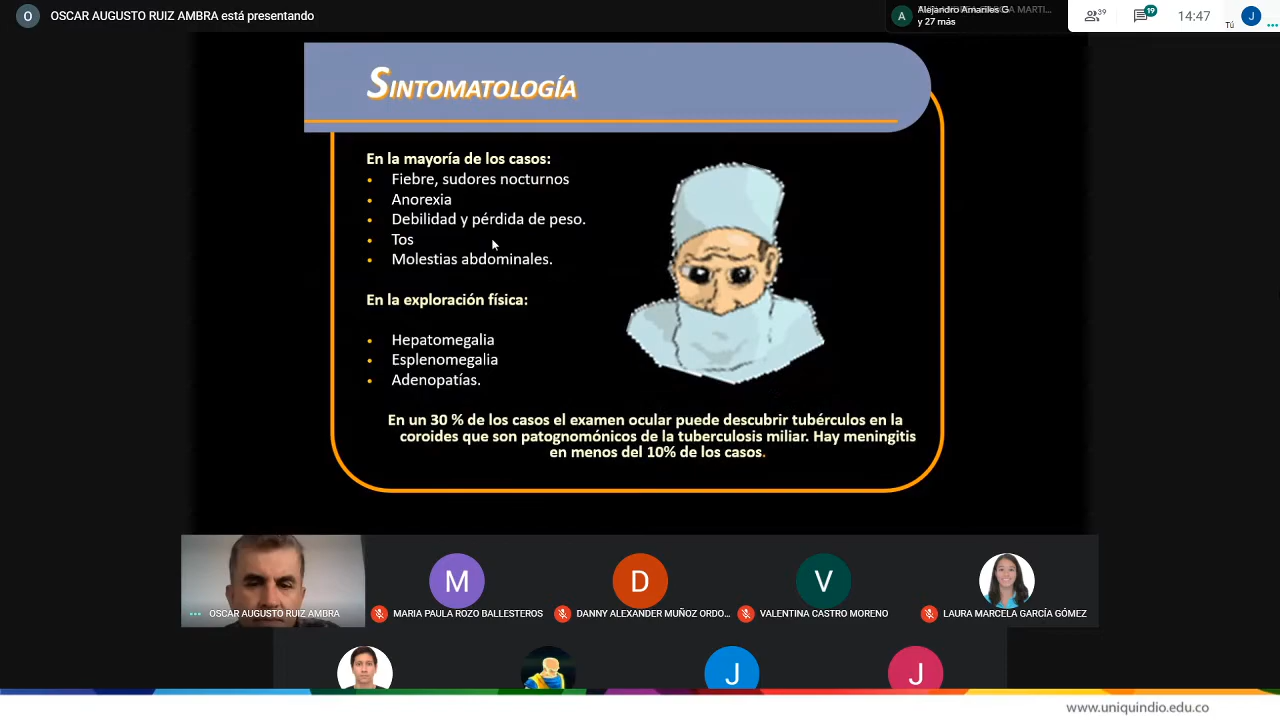 O OSCAR AUGUSTO RUIZ AMBRA está presentando
A Alejandro Amariles G
y 27 más
39
19
14:47
Tú
J
SINTOMATOLOGÍA
En la mayoría de los casos:
• Fiebre, sudores nocturnos
• Anorexia
• Debilidad y pérdida de peso.
• Tos
• Molestias abdominales.
En la exploración física:
• Hepatomegalia
• Esplenomegalia
• Adenopatías.
En un 30 % de los casos el examen ocular puede descubrir tubérculos en la
coroides que son patognomónicos de la tuberculosis miliar. Hay meningitis
en menos del 10% de los casos.
M
D
V
OSCAR AUGUSTO RUIZ AMBRA
MARIA PAULA ROZO BALLESTEROS
DANNY ALEXANDER MUÑOZ ORDO...
VALENTINA CASTRO MORENO
LAURA MARCELA GARCÍA GÓMEZ
J
J
www.uniquindio.edu.co